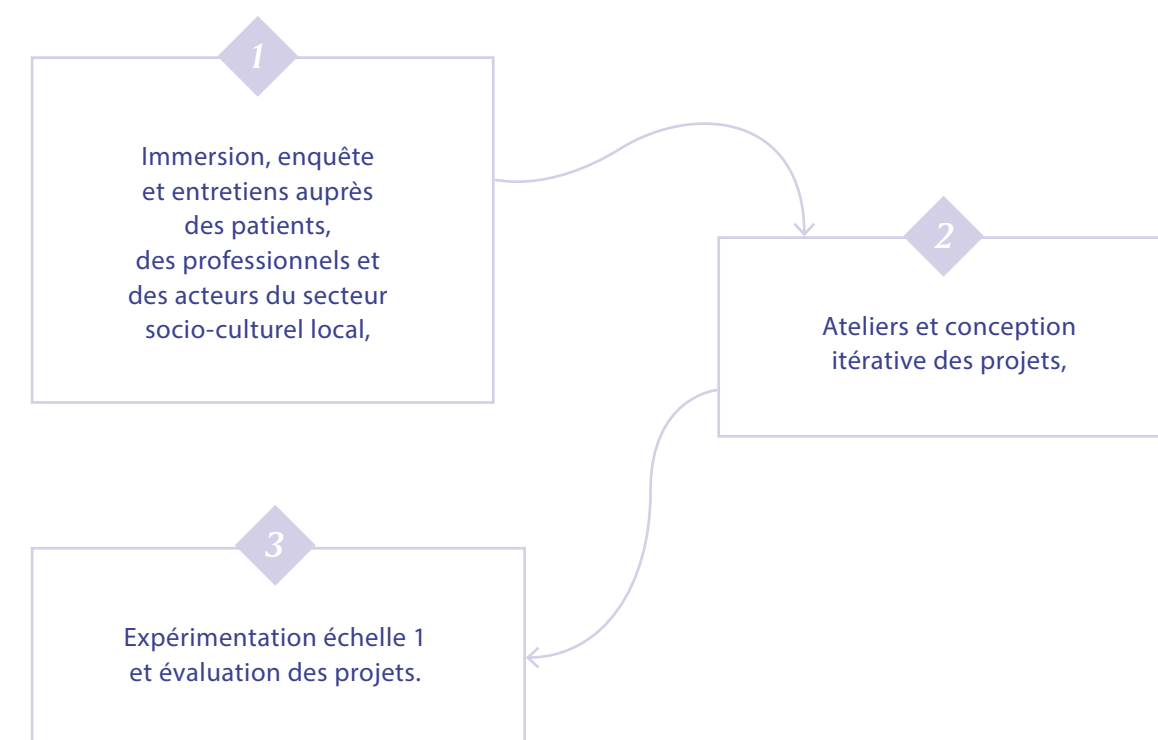 1
Immersion, enquête
et entretiens auprès
des patients,
des professionnels et
des acteurs du secteur
socio-culturel local,
2
Ateliers et conception
itérative des projets,
3
Expérimentation échelle 1
et évaluation des projets.